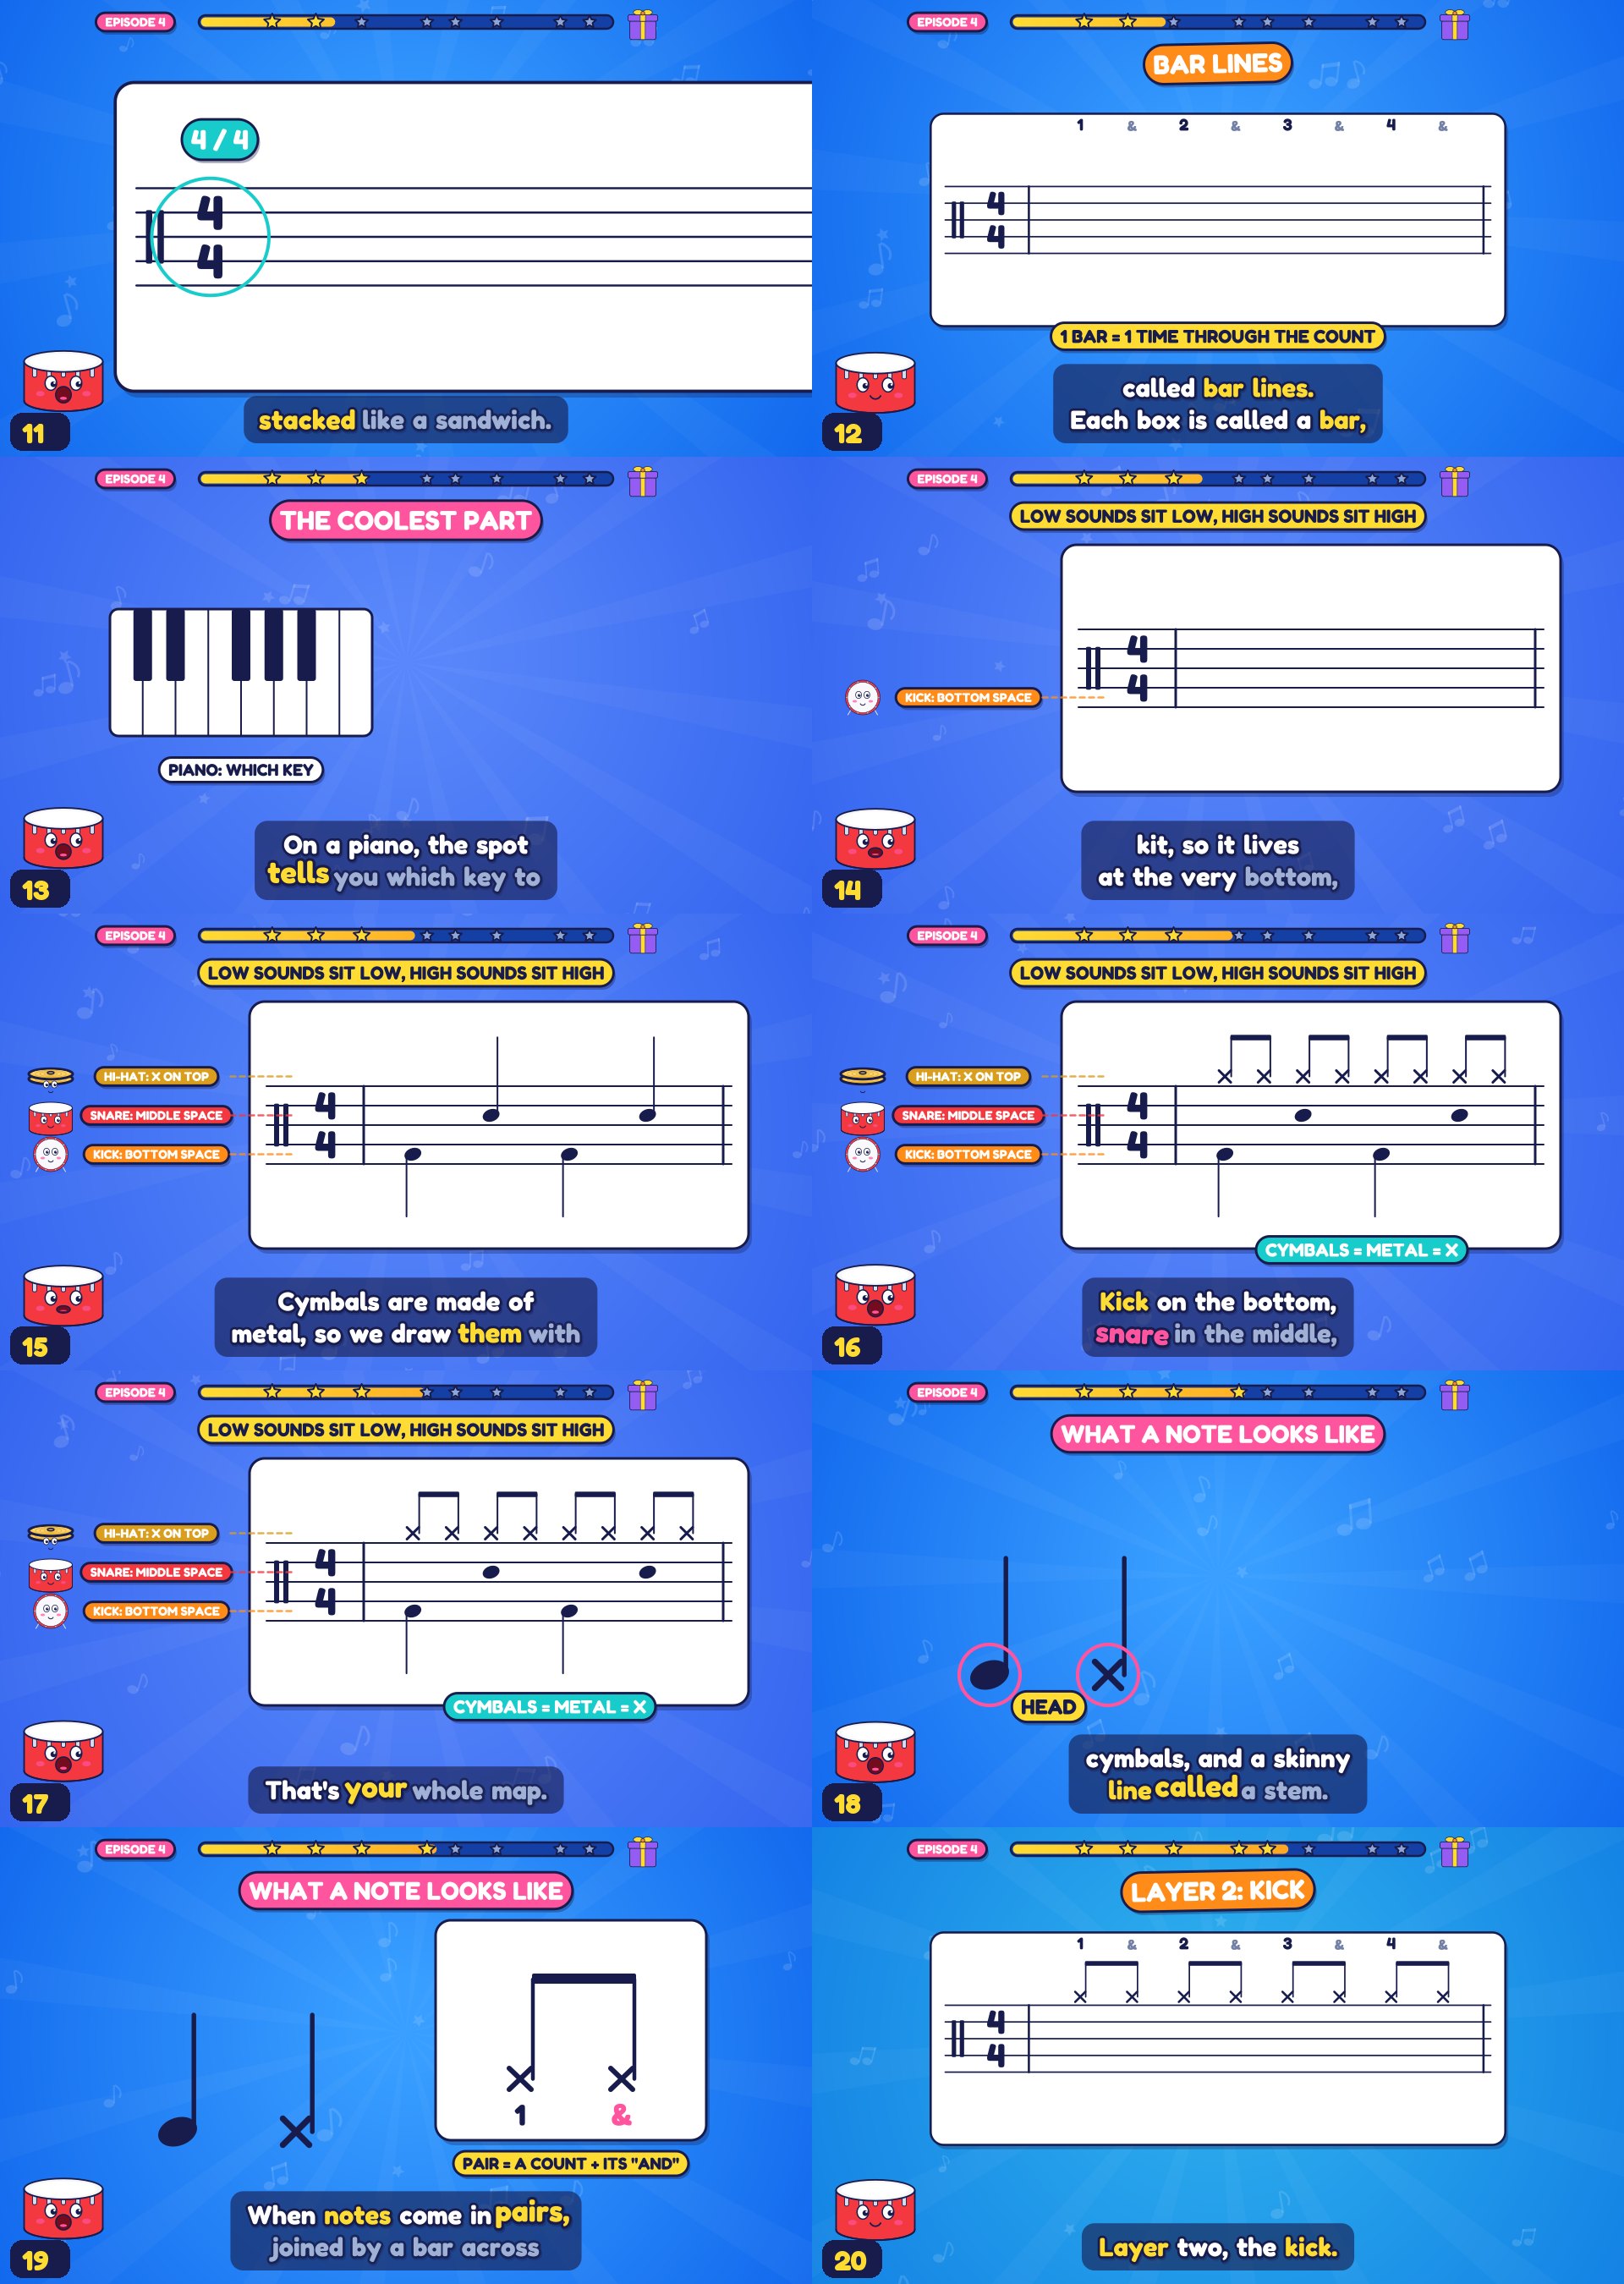 EPISODE 4
4 / 4
4
4
stacked like a sandwich.
11
EPISODE 4
BAR LINES
1 & 2 & 3 & 4 &
4
4
1 BAR = 1 TIME THROUGH THE COUNT
called bar lines.
Each box is called a bar,
12
EPISODE 4
THE COOLEST PART
PIANO: WHICH KEY
On a piano, the spot
tells you which key to
13
EPISODE 4
LOW SOUNDS SIT LOW, HIGH SOUNDS SIT HIGH
4
4
KICK: BOTTOM SPACE
kit, so it lives
at the very bottom,
14
EPISODE 4
LOW SOUNDS SIT LOW, HIGH SOUNDS SIT HIGH
HI-HAT: X ON TOP
SNARE: MIDDLE SPACE
KICK: BOTTOM SPACE
4
4
Cymbals are made of
metal, so we draw them with
15
EPISODE 4
LOW SOUNDS SIT LOW, HIGH SOUNDS SIT HIGH
HI-HAT: X ON TOP
SNARE: MIDDLE SPACE
KICK: BOTTOM SPACE
4
4
CYMBALS = METAL = X
Kick on the bottom,
snare in the middle,
16
EPISODE 4
LOW SOUNDS SIT LOW, HIGH SOUNDS SIT HIGH
HI-HAT: X ON TOP
SNARE: MIDDLE SPACE
KICK: BOTTOM SPACE
4
4
CYMBALS = METAL = X
That's your whole map.
17
EPISODE 4
WHAT A NOTE LOOKS LIKE
HEAD
cymbals, and a skinny
line called a stem.
18
EPISODE 4
WHAT A NOTE LOOKS LIKE
1 &
PAIR = A COUNT + ITS "AND"
When notes come in pairs,
joined by a bar across
19
EPISODE 4
LAYER 2: KICK
1 & 2 & 3 & 4 &
4
4
Layer two, the kick.
20